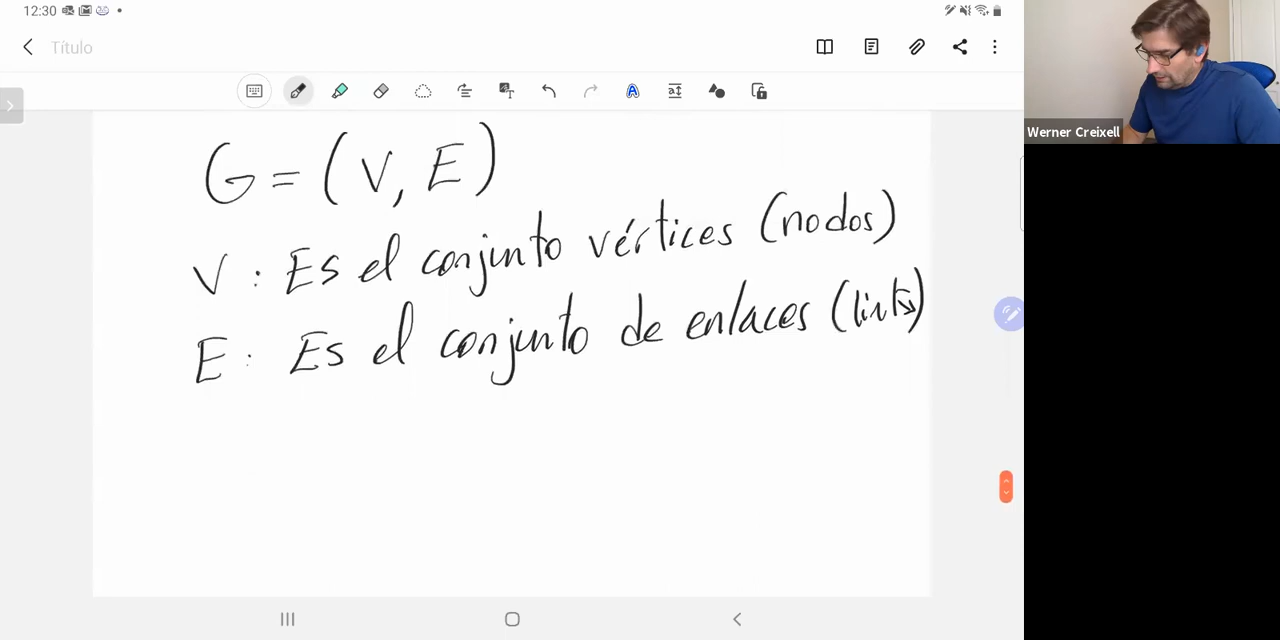 12:30
Título
Werner Creixell
G = (V, E)
V : Es el conjunto vértices (nodos)
E : Es el conjunto de enlaces (links)